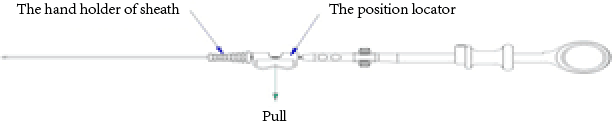 The hand holder of sheath
The position locator
Pull